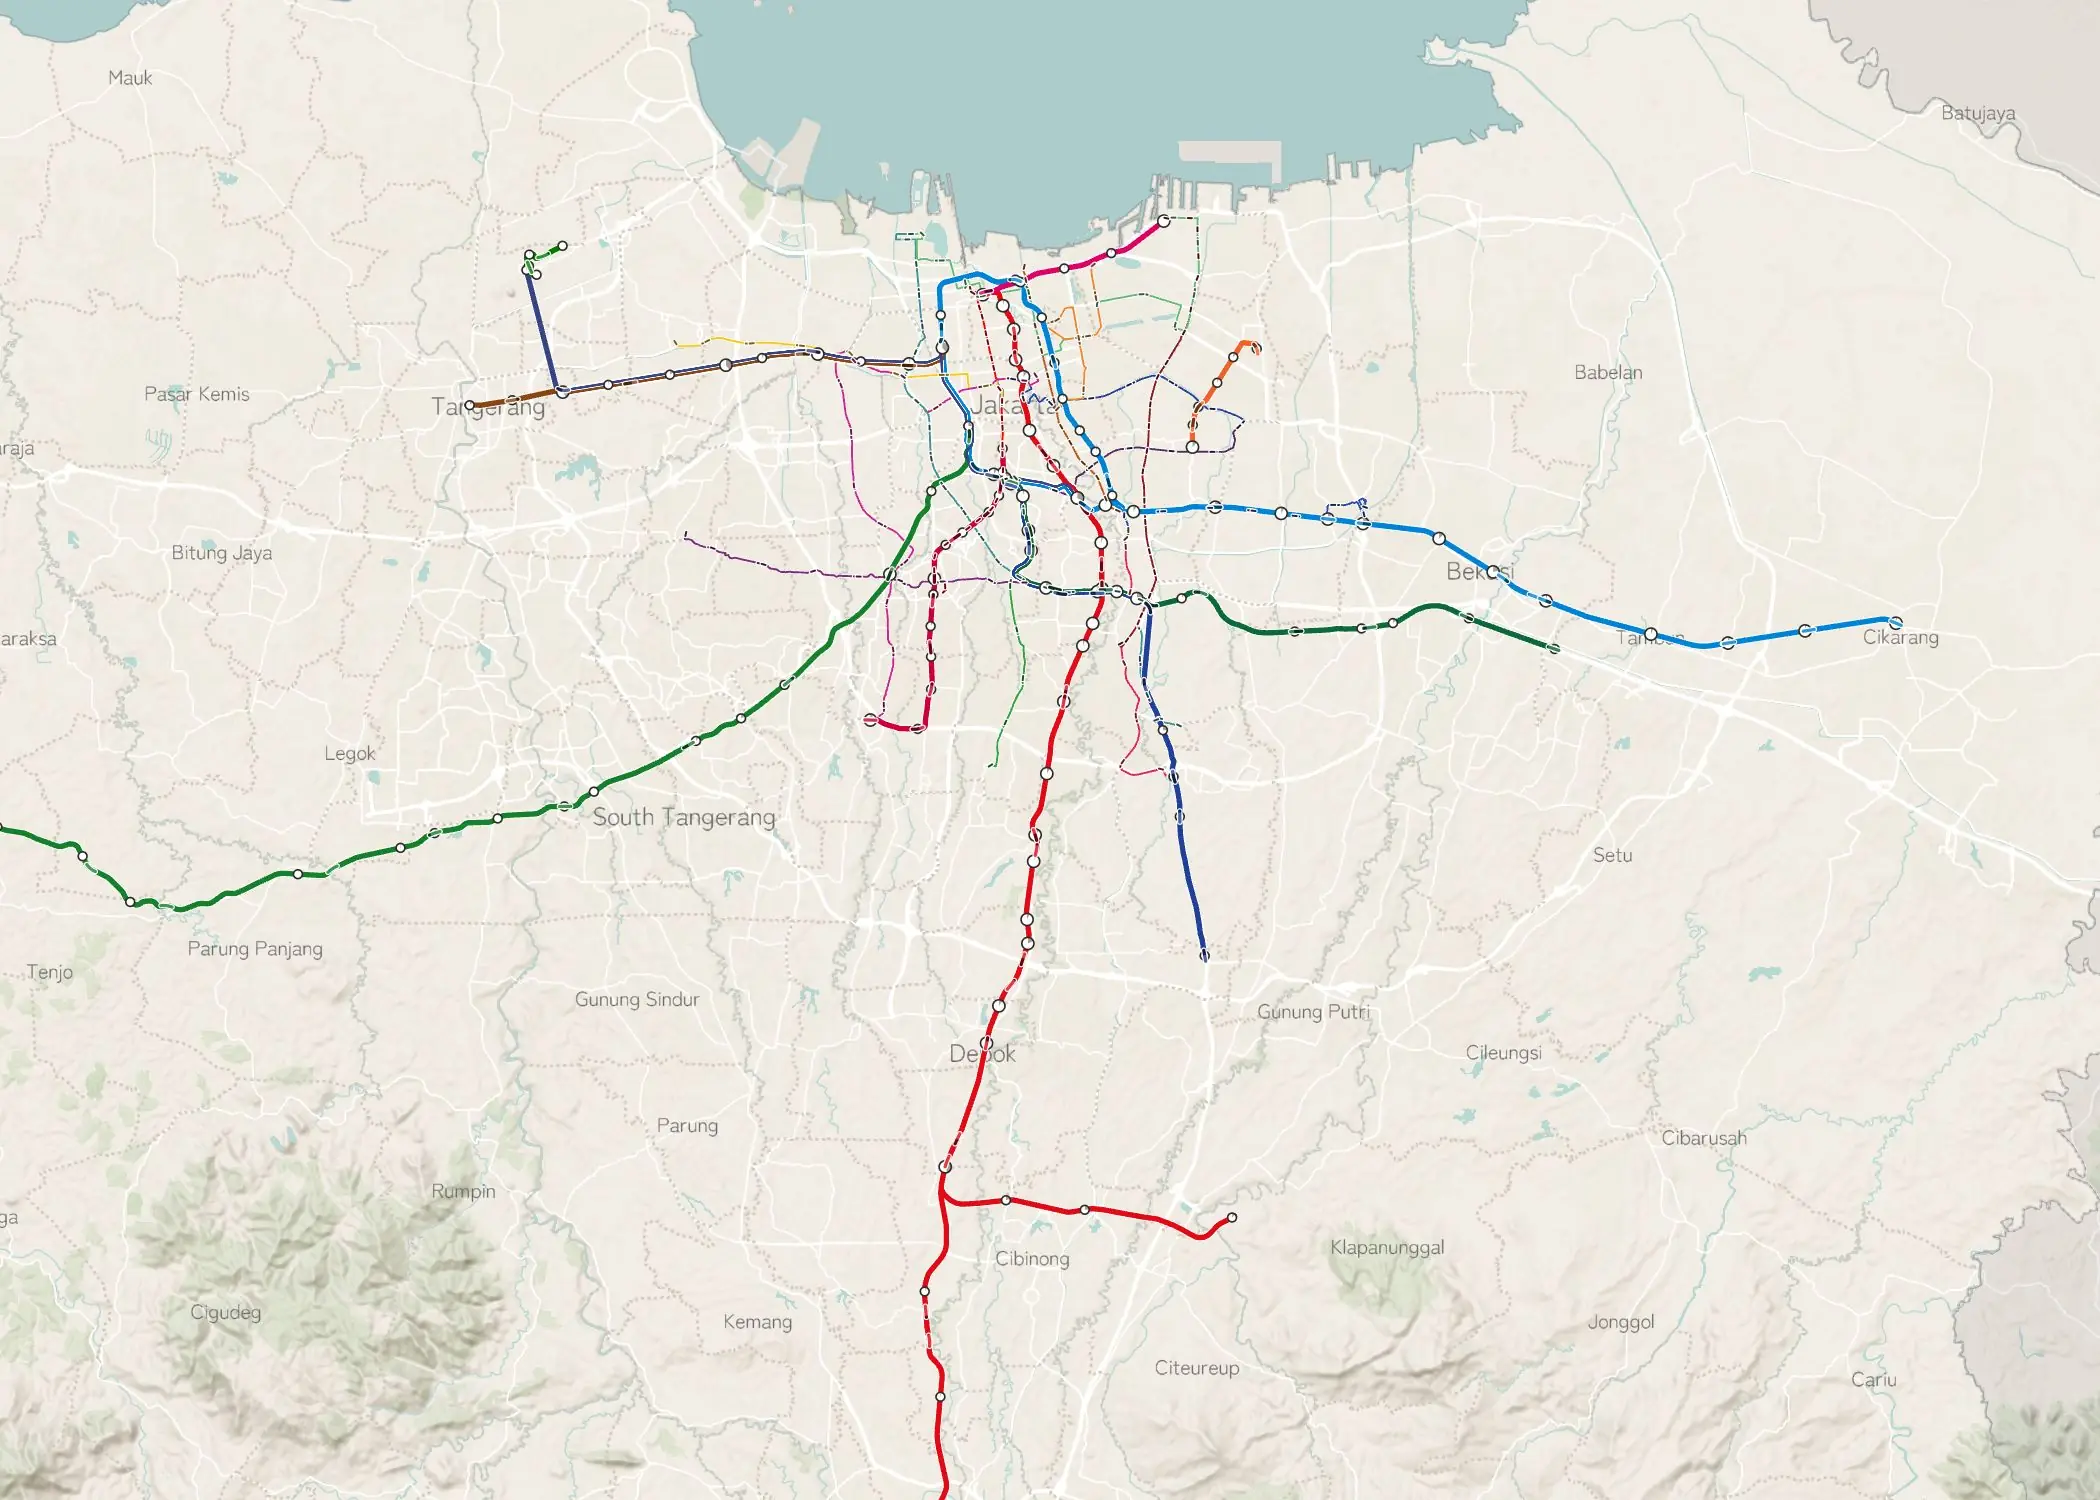 Mauk
Batujaya
Babelan
Pasar Kemis
Tangerang
Jakarta
raja
Bitung Jaya
Bekasi
araksa
Tambun
Cikarang
Legok
South Tangerang
Setu
Parung Panjang
Tenjo
Gunung Sindur
Gunung Putri
Depok
Cileungsi
Parung
Cibarusah
Rumpin
ga
Cibinong
Klapanunggal
Cigudeg
Kemang
Jonggol
Citeureup
Cariu